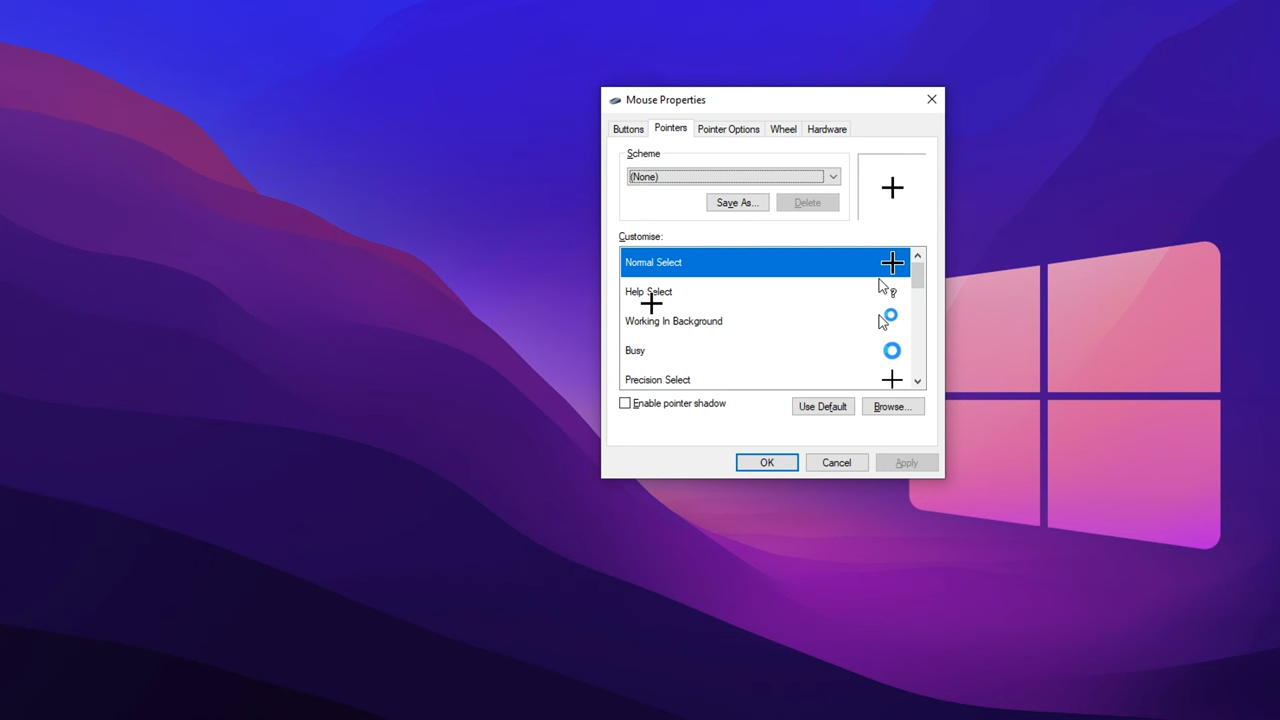 Mouse Properties
Buttons Pointers Pointer Options Wheel Hardware
Scheme
(None)
Save As... Delete
Customise:
Normal Select
Help Select
Working In Background
Busy
Precision Select
Enable pointer shadow
Use Default Browse...
OK Cancel Apply